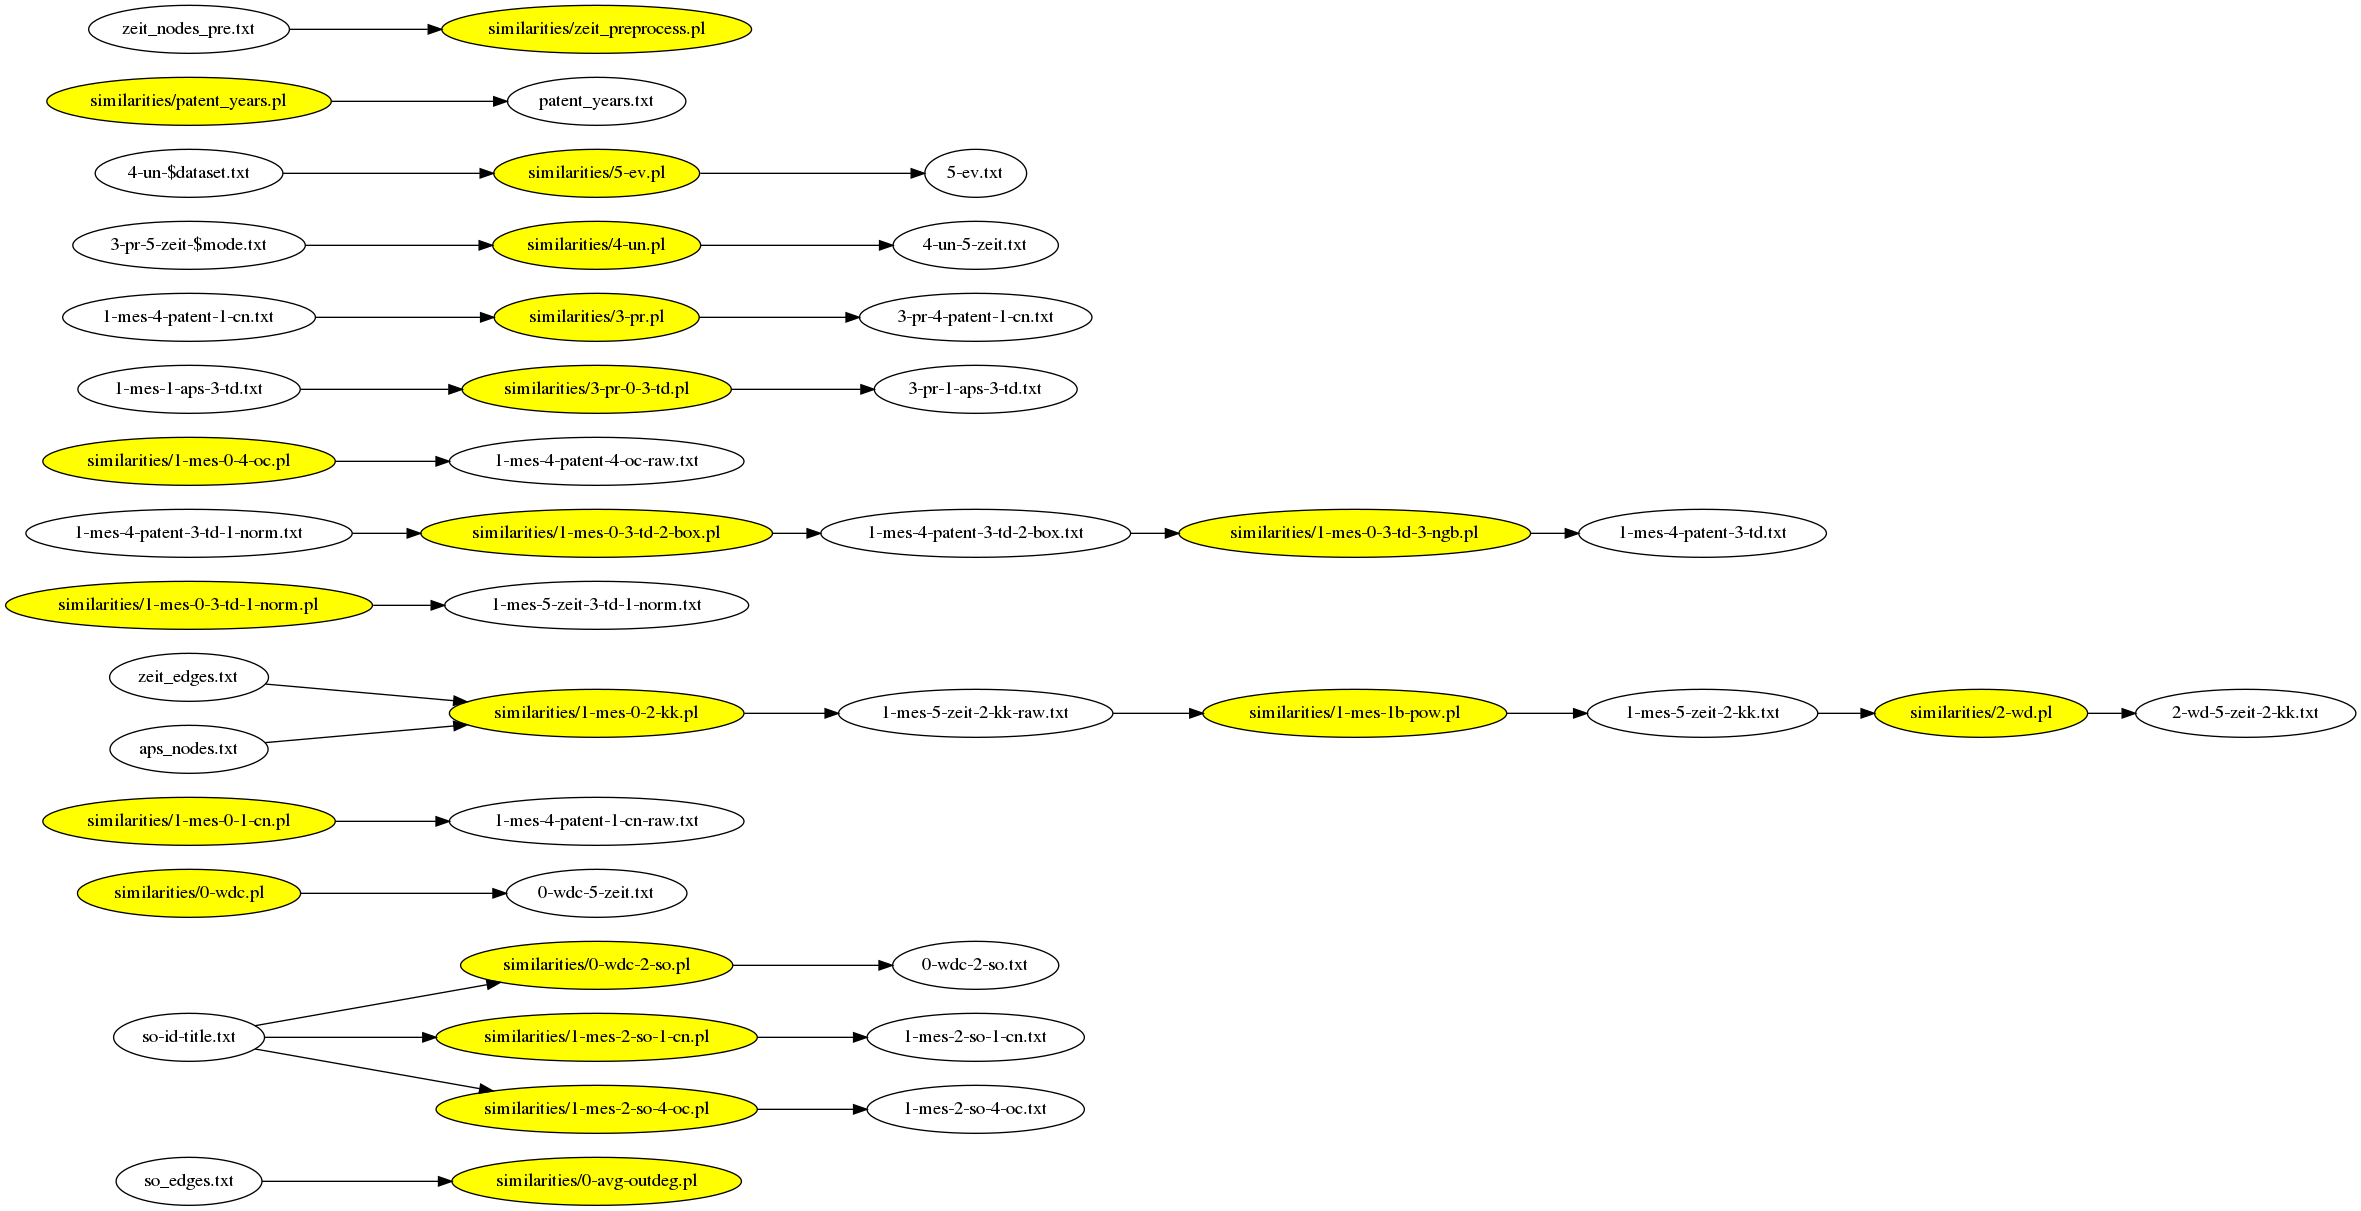 zeit_nodes_pre.txt
similarities/zeit_preprocess.pl
similarities/patent_years.pl
patent_years.txt
4-un-$dataset.txt
similarities/5-ev.pl
5-ev.txt
3-pr-5-zeit-$mode.txt
similarities/4-un.pl
4-un-5-zeit.txt
1-mes-4-patent-1-cn.txt
similarities/3-pr.pl
3-pr-4-patent-1-cn.txt
1-mes-1-aps-3-td.txt
similarities/3-pr-0-3-td.pl
3-pr-1-aps-3-td.txt
similarities/1-mes-0-4-oc.pl
1-mes-4-patent-4-oc-raw.txt
1-mes-4-patent-3-td-1-norm.txt
similarities/1-mes-0-3-td-2-box.pl
1-mes-4-patent-3-td-2-box.txt
similarities/1-mes-0-3-td-3-ngb.pl
1-mes-4-patent-3-td.txt
similarities/1-mes-0-3-td-1-norm.pl
1-mes-5-zeit-3-td-1-norm.txt
zeit_edges.txt
aps_nodes.txt
similarities/1-mes-0-2-kk.pl
1-mes-5-zeit-2-kk-raw.txt
similarities/1-mes-1b-pow.pl
1-mes-5-zeit-2-kk.txt
similarities/2-wd.pl
2-wd-5-zeit-2-kk.txt
similarities/1-mes-0-1-cn.pl
1-mes-4-patent-1-cn-raw.txt
similarities/0-wdc.pl
0-wdc-5-zeit.txt
so-id-title.txt
similarities/0-wdc-2-so.pl
0-wdc-2-so.txt
similarities/1-mes-2-so-1-cn.pl
1-mes-2-so-1-cn.txt
similarities/1-mes-2-so-4-oc.pl
1-mes-2-so-4-oc.txt
so_edges.txt
similarities/0-avg-outdeg.pl